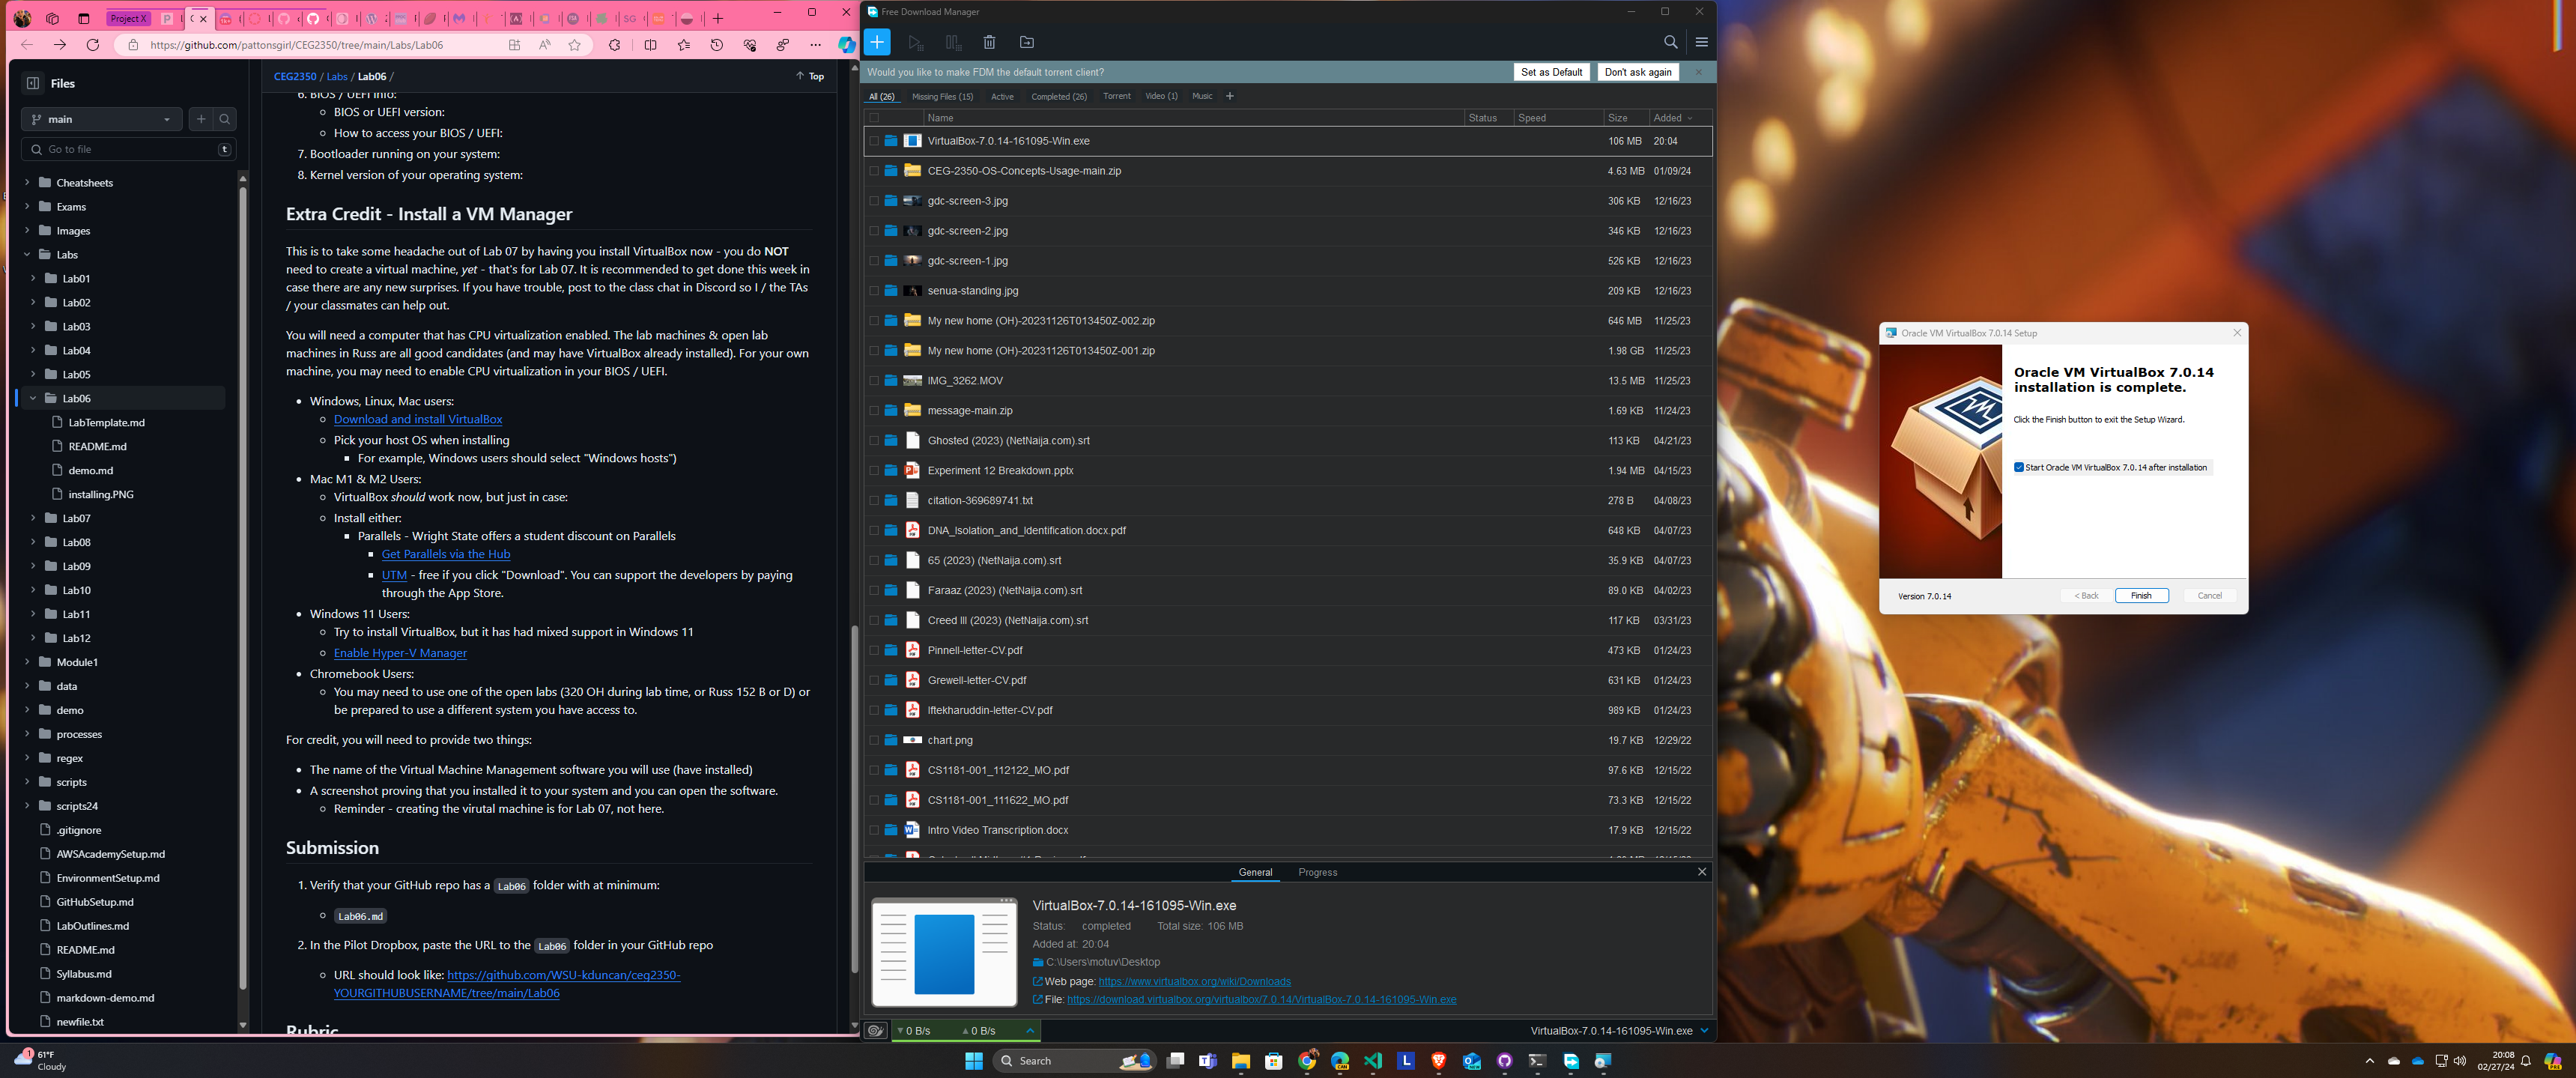 Project X
https://github.com/pattonsgirl/CEG2350/tree/main/Labs/Lab06
Files
main
Go to file
t
Cheatsheets
Exams
Images
Labs
Lab01
Lab02
Lab03
Lab04
Lab05
Lab06
LabTemplate.md
README.md
demo.md
installing.PNG
Lab07
Lab08
Lab09
Lab10
Lab11
Lab12
Module1
data
demo
processes
regex
scripts
scripts24
.gitignore
AWSAcademySetup.md
EnvironmentSetup.md
GitHubSetup.md
LabOutlines.md
README.md
Syllabus.md
markdown-demo.md
newfile.txt
CEG2350 / Labs / Lab06 /
Top
6. BIOS / UEFI info:
BIOS or UEFI version:
How to access your BIOS / UEFI:
7. Bootloader running on your system:
8. Kernel version of your operating system:
Extra Credit - Install a VM Manager
This is to take some headache out of Lab 07 by having you install VirtualBox now - you do NOT
need to create a virtual machine, yet - that's for Lab 07. It is recommended to get done this week in
case there are any new surprises. If you have trouble, post to the class chat in Discord so I / the TAs
/ your classmates can help out.
You will need a computer that has CPU virtualization enabled. The lab machines & open lab
machines in Russ are all good candidates (and may have VirtualBox already installed). For your own
machine, you may need to enable CPU virtualization in your BIOS / UEFI.
Windows, Linux, Mac users:
Download and install VirtualBox
Pick your host OS when installing
For example, Windows users should select "Windows hosts")
Mac M1 & M2 Users:
VirtualBox should work now, but just in case:
Install either:
Parallels - Wright State offers a student discount on Parallels
Get Parallels via the Hub
UTM - free if you click "Download". You can support the developers by paying
through the App Store.
Windows 11 Users:
Try to install VirtualBox, but it has had mixed support in Windows 11
Enable Hyper-V Manager
Chromebook Users:
You may need to use one of the open labs (320 OH during lab time, or Russ 152 B or D) or
be prepared to use a different system you have access to.
For credit, you will need to provide two things:
The name of the Virtual Machine Management software you will use (have installed)
A screenshot proving that you installed it to your system and you can open the software.
Reminder - creating the virutal machine is for Lab 07, not here.
Submission
1. Verify that your GitHub repo has a Lab06 folder with at minimum:
Lab06.md
2. In the Pilot Dropbox, paste the URL to the Lab06 folder in your GitHub repo
URL should look like: https://github.com/WSU-kduncan/ceg2350-
YOURGITHUBUSERNAME/tree/main/Lab06
Rubric
Free Download Manager
Would you like to make FDM the default torrent client?
Set as Default
Don't ask again
All (26) Missing Files (15) Active Completed (26) Torrent Video (1) Music
Name Status Speed Size Added
VirtualBox-7.0.14-161095-Win.exe 106 MB 20:04
CEG-2350-OS-Concepts-Usage-main.zip 4.63 MB 01/09/24
gdc-screen-3.jpg 306 KB 12/16/23
gdc-screen-2.jpg 346 KB 12/16/23
gdc-screen-1.jpg 526 KB 12/16/23
senua-standing.jpg 209 KB 12/16/23
My new home (OH)-20231126T013450Z-002.zip 646 MB 11/25/23
My new home (OH)-20231126T013450Z-001.zip 1.98 GB 11/25/23
IMG_3262.MOV 13.5 MB 11/25/23
message-main.zip 1.69 KB 11/24/23
Ghosted (2023) (NetNaija.com).srt 113 KB 04/21/23
Experiment 12 Breakdown.pptx 1.94 MB 04/15/23
citation-369689741.txt 278 B 04/08/23
DNA_Isolation_and_Identification.docx.pdf 648 KB 04/07/23
65 (2023) (NetNaija.com).srt 35.9 KB 04/07/23
Faraaz (2023) (NetNaija.com).srt 89.0 KB 04/02/23
Creed III (2023) (NetNaija.com).srt 117 KB 03/31/23
Pinnell-letter-CV.pdf 473 KB 01/24/23
Grewell-letter-CV.pdf 631 KB 01/24/23
Iftekharuddin-letter-CV.pdf 989 KB 01/24/23
chart.png 19.7 KB 12/29/22
CS1181-001_112122_MO.pdf 97.6 KB 12/15/22
CS1181-001_111622_MO.pdf 73.3 KB 12/15/22
Intro Video Transcription.docx 17.9 KB 12/15/22
General Progress
VirtualBox-7.0.14-161095-Win.exe
Status: completed Total size: 106 MB
Added at: 20:04
C:\Users\motuv\Desktop
Web page: https://www.virtualbox.org/wiki/Downloads
File: https://download.virtualbox.org/virtualbox/7.0.14/VirtualBox-7.0.14-161095-Win.exe
0 B/s 0 B/s
VirtualBox-7.0.14-161095-Win.exe
Oracle VM VirtualBox 7.0.14 Setup
Oracle VM VirtualBox 7.0.14
installation is complete.
Click the Finish button to exit the Setup Wizard.
Start Oracle VM VirtualBox 7.0.14 after installation
Version 7.0.14
< Back
Finish
Cancel
1
61°F
Cloudy
Search
20:08
02/27/24